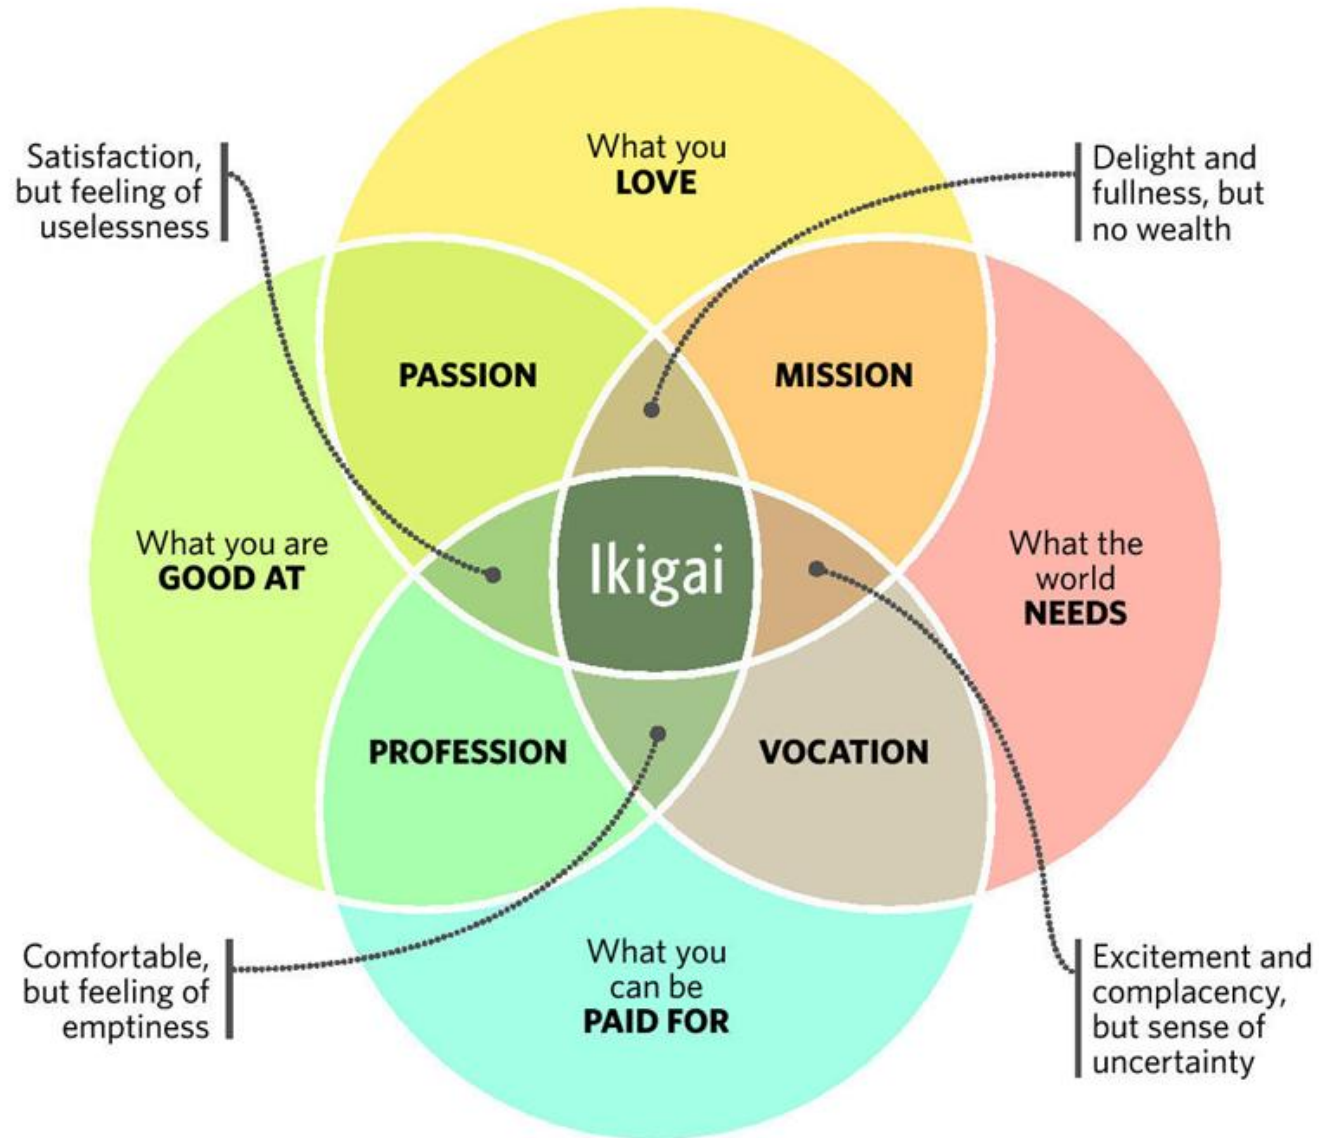 What you
LOVE
Satisfaction,
but feeling of
uselessness
Delight and
fullness, but
no wealth
PASSION
MISSION
What you are
GOOD AT
Ikigai
What the
world
NEEDS
PROFESSION
VOCATION
Comfortable,
but feeling of
emptiness
What you
can be
PAID FOR
Excitement and
complacency,
but sense of
uncertainty